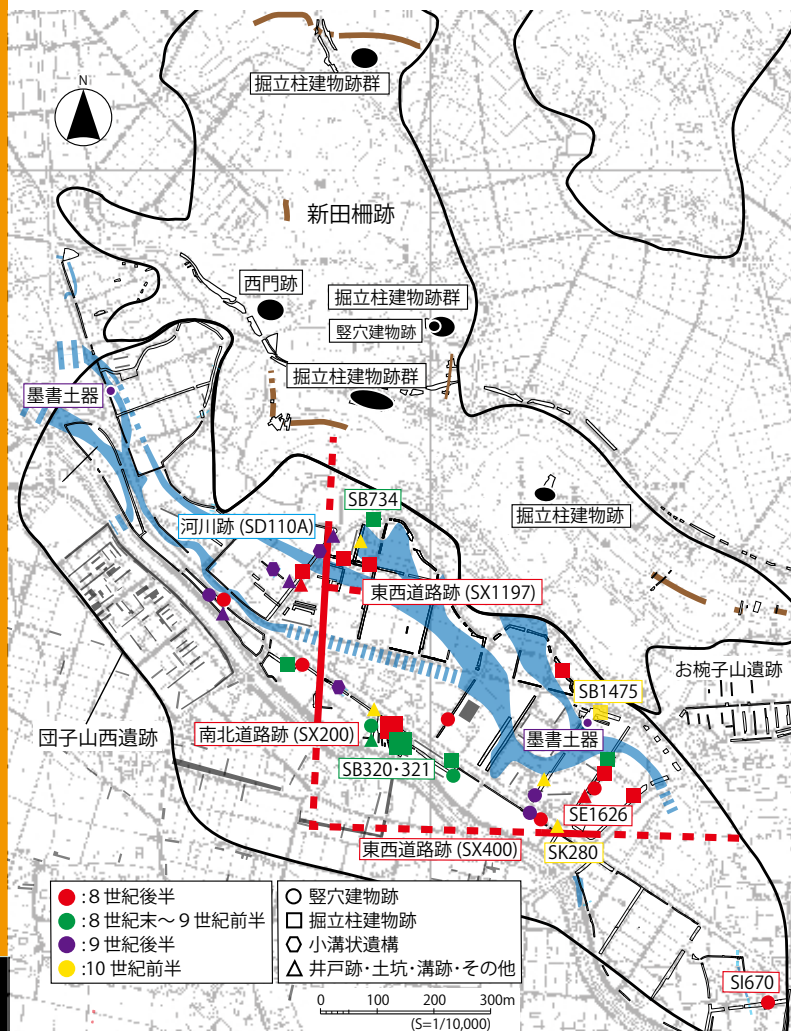 掘立柱建物跡群
N
新田柵跡
西門跡
掘立柱建物跡群
竪穴建物跡
掘立柱建物跡群
墨書土器
SB734
河川跡 (SD110A)
掘立柱建物跡
東西道路跡 (SX1197)
お椀子山遺跡
SB1475
団子山西遺跡
南北道路跡 (SX200)
墨書土器
SB320・321
SE1626
東西道路跡 (SX400)
SK280
:8 世紀後半
:8 世紀末～9 世紀前半
:9 世紀後半
:10 世紀前半
竪穴建物跡
掘立柱建物跡
小溝状遺構
井戸跡・土坑・溝跡・その他
SI670
0 100 200 300m
(S=1/10,000)